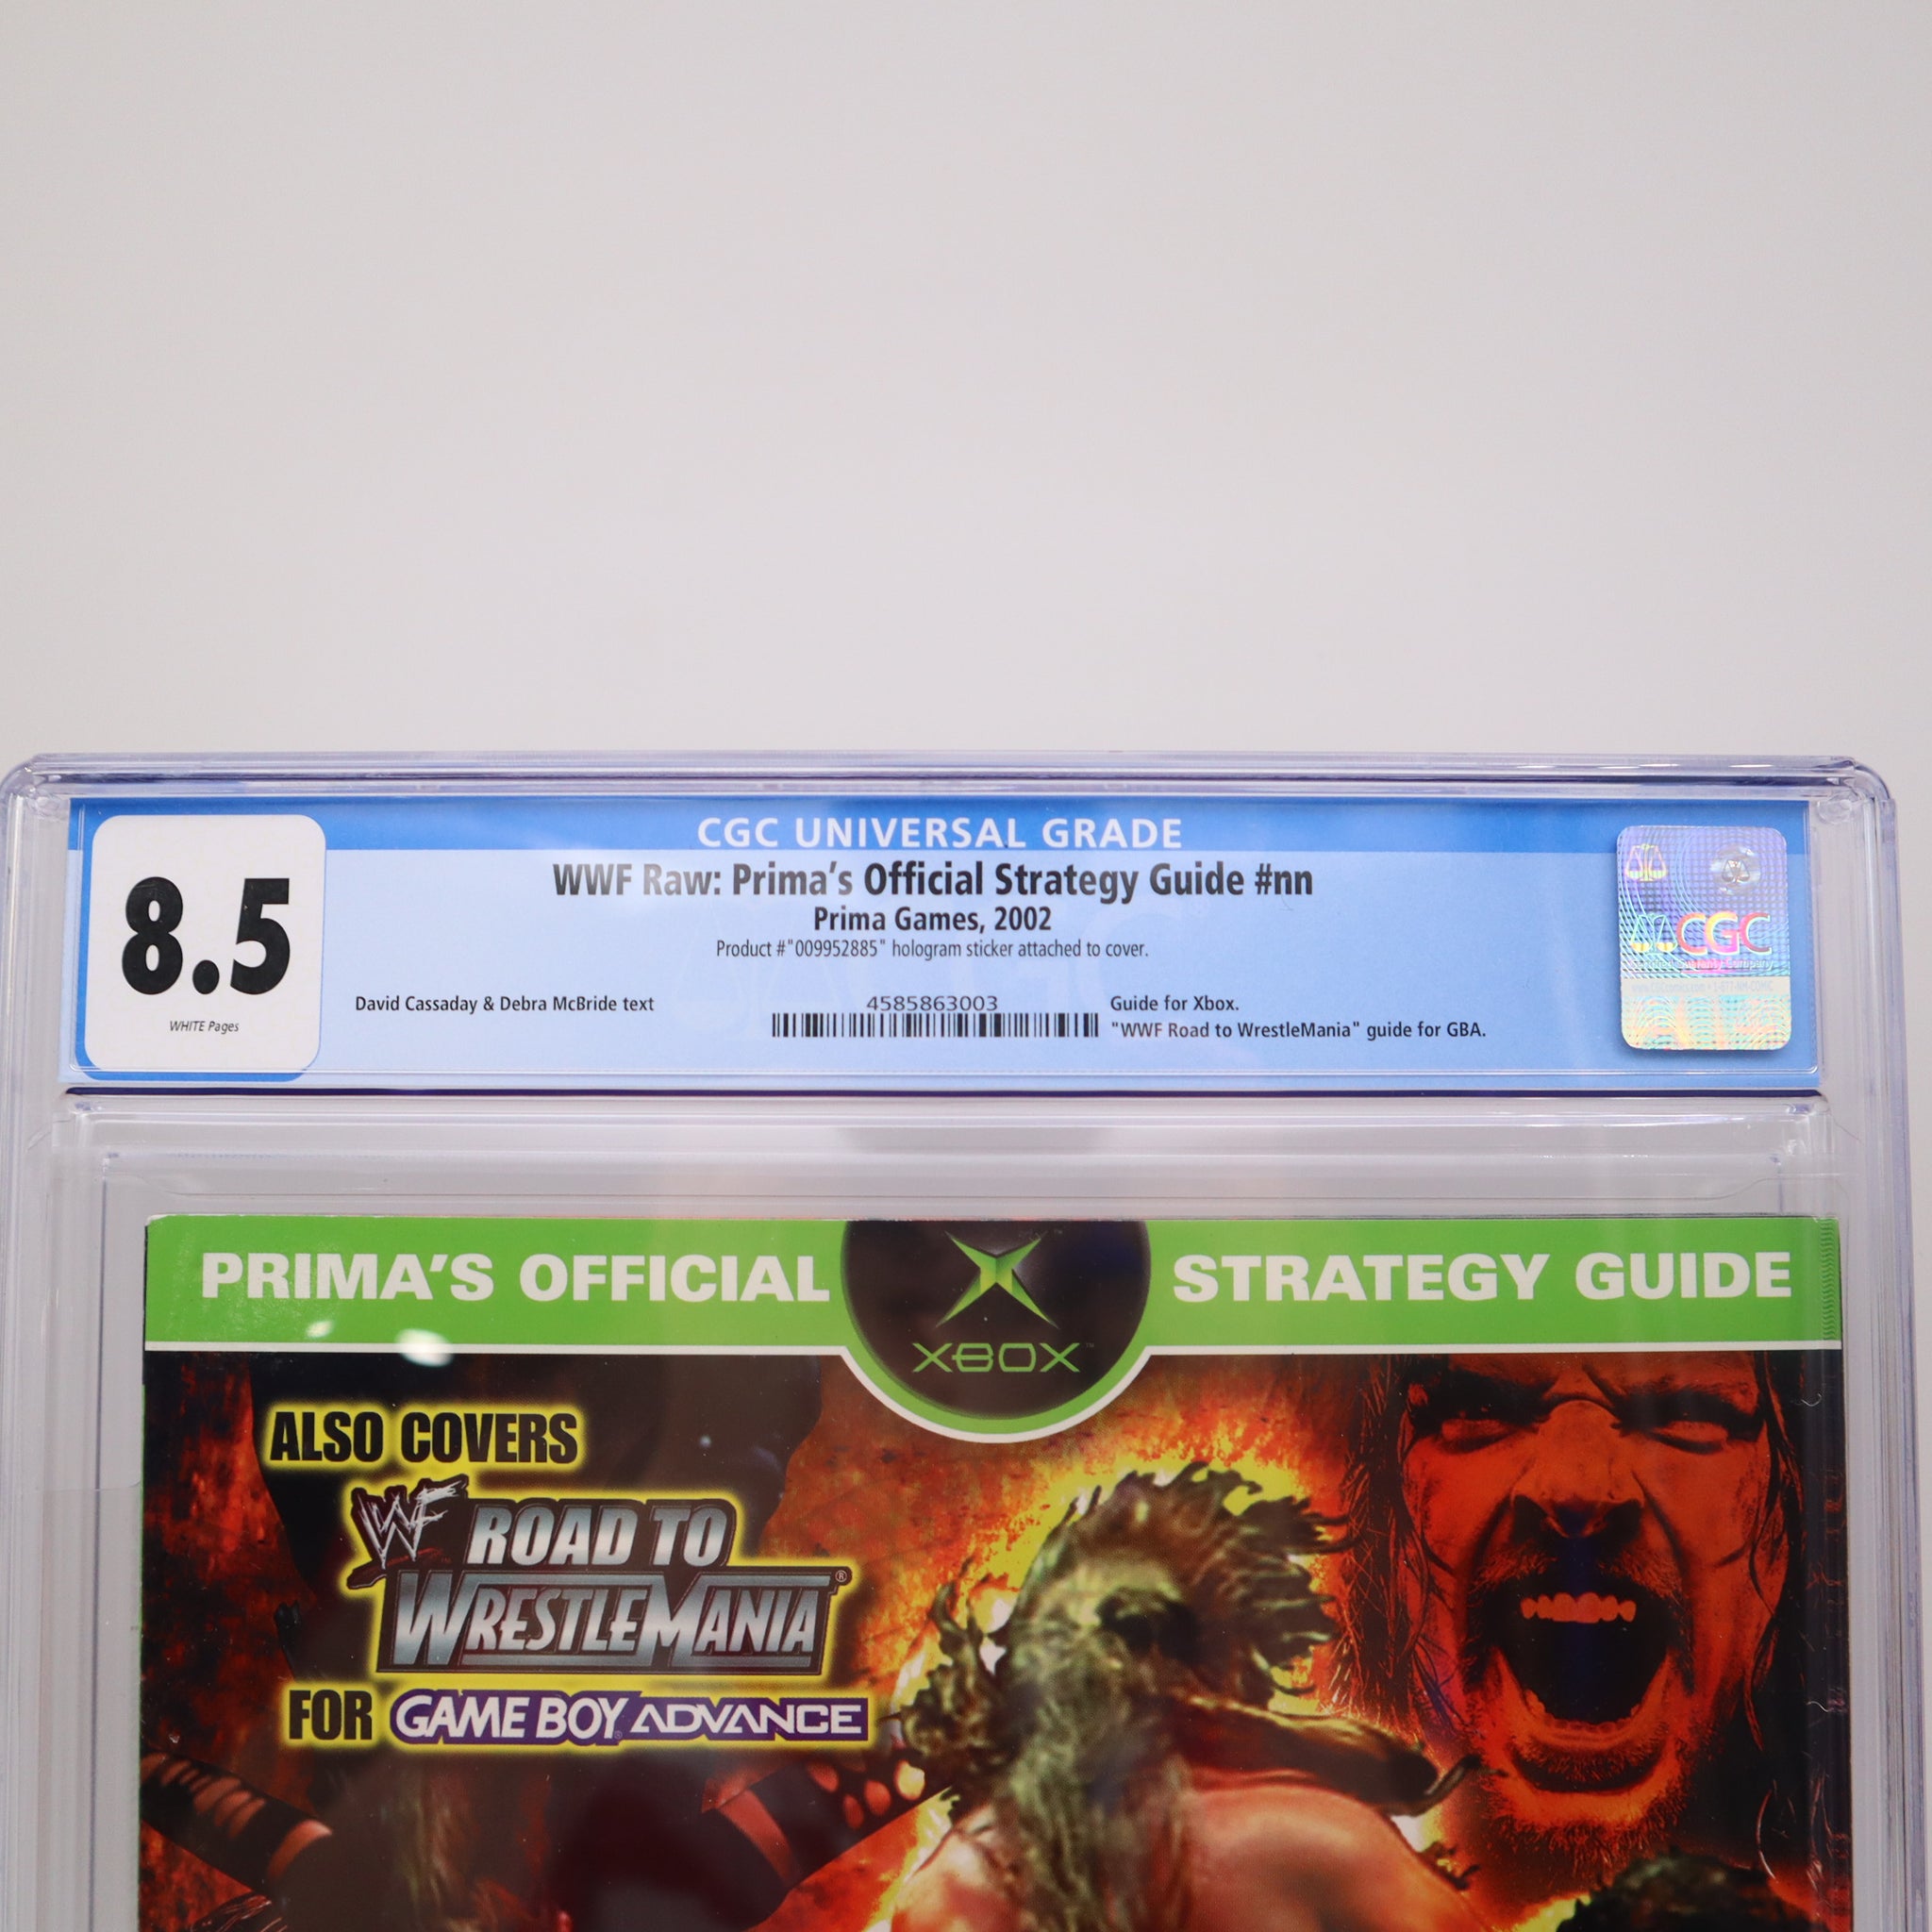 CGC UNIVERSAL GRADE
8.5
WHITE Pages
WWF Raw: Prima's Official Strategy Guide #nn
Prima Games, 2002
Product #"009952885" hologram sticker attached to cover.
David Cassaday & Debra McBride text
4585863003
Guide for Xbox.
"WWF Road to WrestleMania" guide for GBA.
CGC
PRIMA'S OFFICIAL
XBOX™
STRATEGY GUIDE
ALSO COVERS
WF ROAD TO
WRESTLEMANIA®
FOR GAME BOY ADVANCE